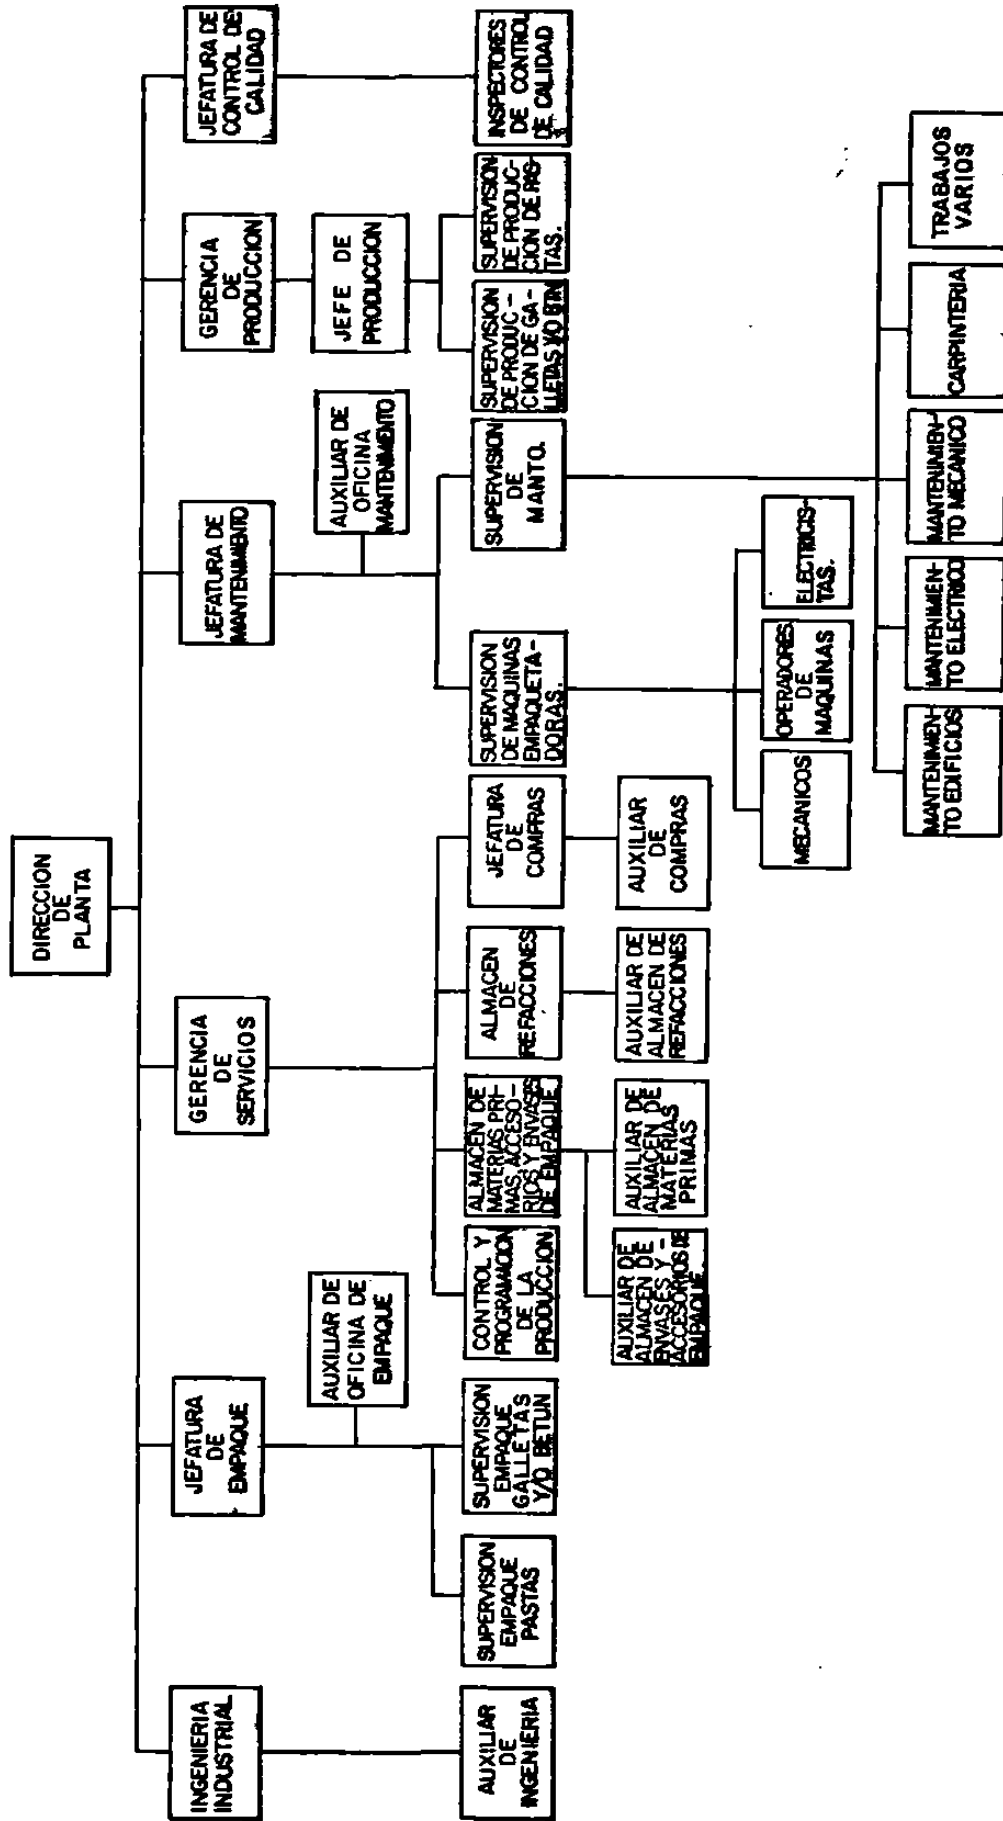 DIRECCION
DE
PLANTA
INGENIERIA
INDUSTRIAL
JEFATURA
DE
EMPAQUE
GERENCIA
DE
SERVICIOS
JEFATURA DE
MANTENIMIENTO
GERENCIA
DE
PRODUCCION
JEFATURA DE
CONTROL DE
CALIDAD
AUXILIAR DE
OFICINA DE
EMPAQUE
AUXILIAR DE
OFICINA
MANTENIMIENTO
JEFE DE
PRODUCCION
AUXILIAR
DE
INGENIERIA
SUPERVISION
EMPAQUE
PASTAS
SUPERVISION
EMPAQUE
GALLETAS
Y/O BETUN
CONTROL Y
PROGRAMACION
DE LA
PRODUCCION
ALMACEN DE
MATERIAS PRI-
MAS, ACCESO-
RIOS Y ENVASES
DE EMPAQUE
ALMACEN
DE
REFACCIONES
JEFATURA
DE
COMPRAS
SUPERVISION
DE MAQUINAS
EMPAQUETA-
DORAS.
SUPERVISION
DE
MANTO.
SUPERVISION
DE PRODUC-
CION DE GA-
LLETAS Y/O BTN
SUPERVISION
DE PRODUC-
CION DE PAS-
TAS.
INSPECTORES
DE CONTROL
DE CALIDAD
AUXILIAR DE
ALMACEN DE
ENVASES Y -
ACCESORIOS DE
EMPAQUE.
AUXILIAR DE
ALMACEN DE
MATERIAS
PRIMAS
AUXILIAR DE
ALMACEN DE
REFACCIONES
AUXILIAR
DE
COMPRAS
MECANICOS
OPERADORES
DE
MAQUINAS
ELECTRICIS-
TAS.
MANTENIMIEN-
TO EDIFICIOS
MANTENIMIEN-
TO ELECTRICO
MANTENIMIEN-
TO MECANICO
CARPINTERIA
TRABAJOS
VARIOS